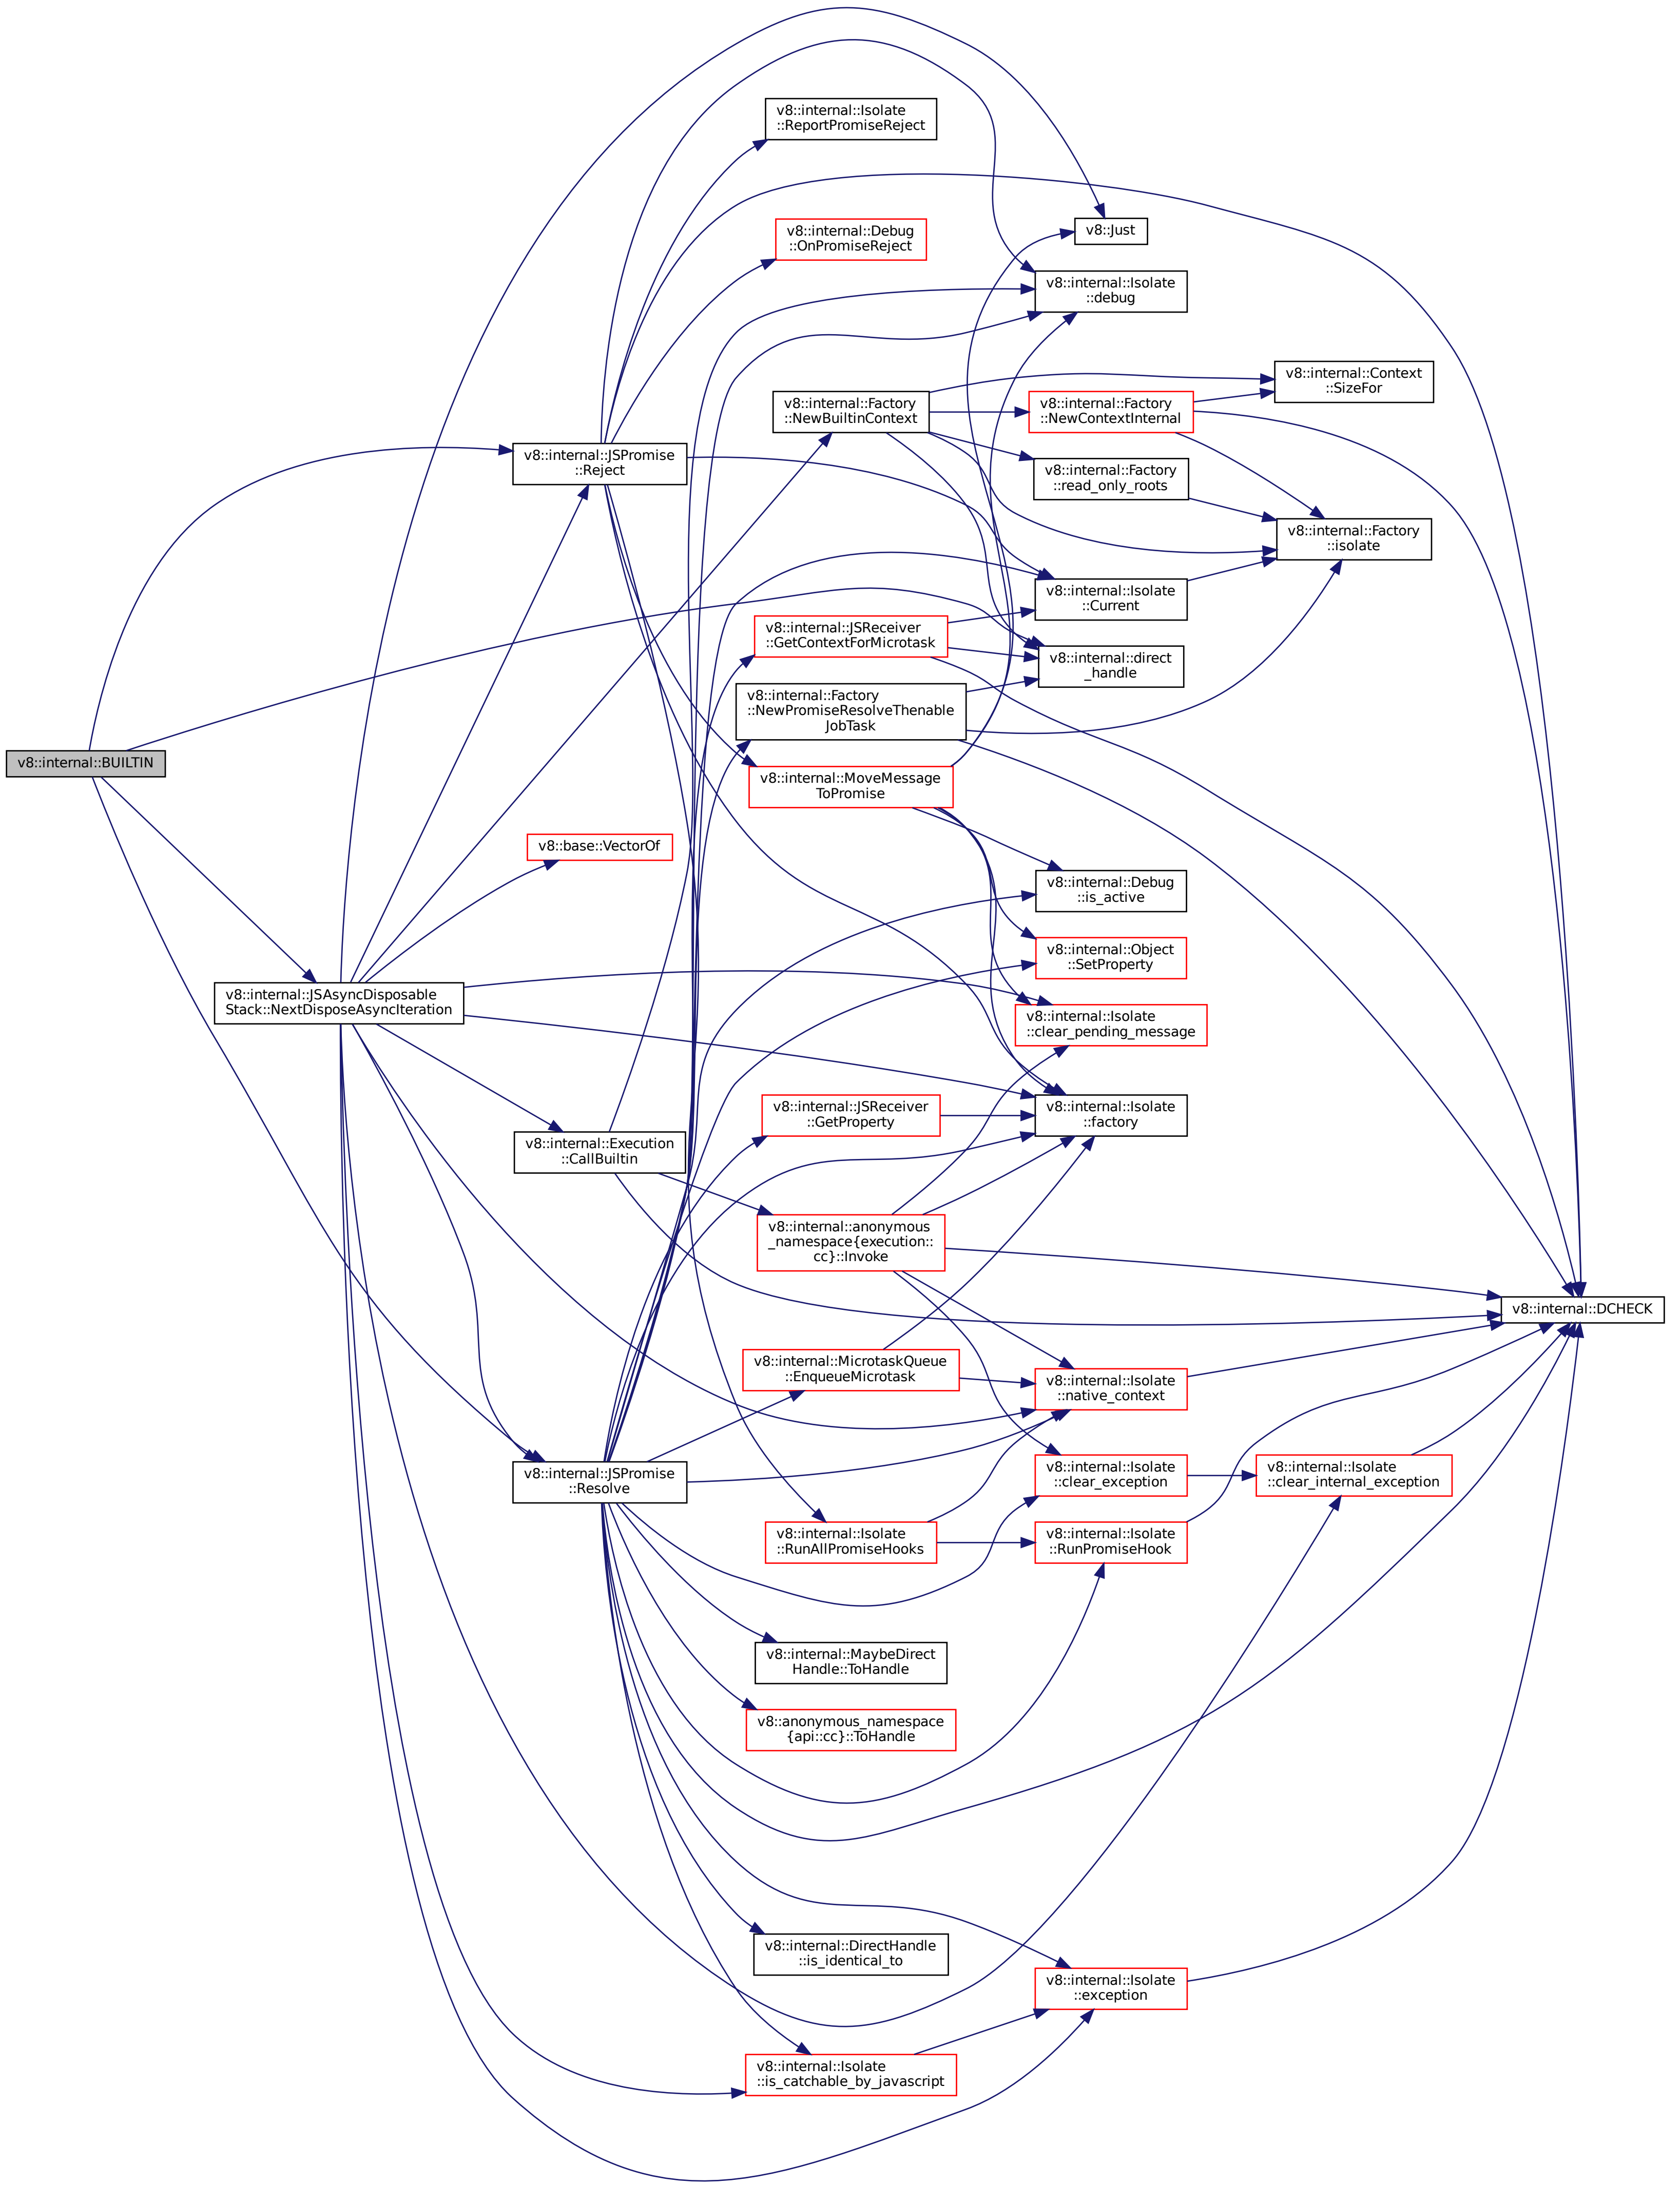 v8::internal::Isolate
::ReportPromiseReject
v8::Just
v8::internal::Debug
::OnPromiseReject
v8::internal::Isolate
::debug
v8::internal::Context
::SizeFor
v8::internal::Factory
::NewBuiltinContext
v8::internal::Factory
::NewContextInternal
v8::internal::JSPromise
::Reject
v8::internal::Factory
::read_only_roots
v8::internal::Factory
::isolate
v8::internal::Isolate
::Current
v8::internal::JSReceiver
::GetContextForMicrotask
v8::internal::direct
_handle
v8::internal::Factory
::NewPromiseResolveThenable
JobTask
v8::internal::BUILTIN
v8::internal::MoveMessage
ToPromise
v8::base::VectorOf
v8::internal::Debug
::is_active
v8::internal::Object
::SetProperty
v8::internal::JSAsyncDisposable
Stack::NextDisposeAsyncIteration
v8::internal::Isolate
::clear_pending_message
v8::internal::JSReceiver
::GetProperty
v8::internal::Isolate
::factory
v8::internal::Execution
::CallBuiltin
v8::internal::anonymous
_namespace{execution::
cc}::Invoke
v8::internal::DCHECK
v8::internal::MicrotaskQueue
::EnqueueMicrotask
v8::internal::Isolate
::native_context
v8::internal::JSPromise
::Resolve
v8::internal::Isolate
::clear_exception
v8::internal::Isolate
::clear_internal_exception
v8::internal::Isolate
::RunAllPromiseHooks
v8::internal::Isolate
::RunPromiseHook
v8::internal::MaybeDirect
Handle::ToHandle
v8::anonymous_namespace
{api::cc}::ToHandle
v8::internal::DirectHandle
::is_identical_to
v8::internal::Isolate
::exception
v8::internal::Isolate
::is_catchable_by_javascript